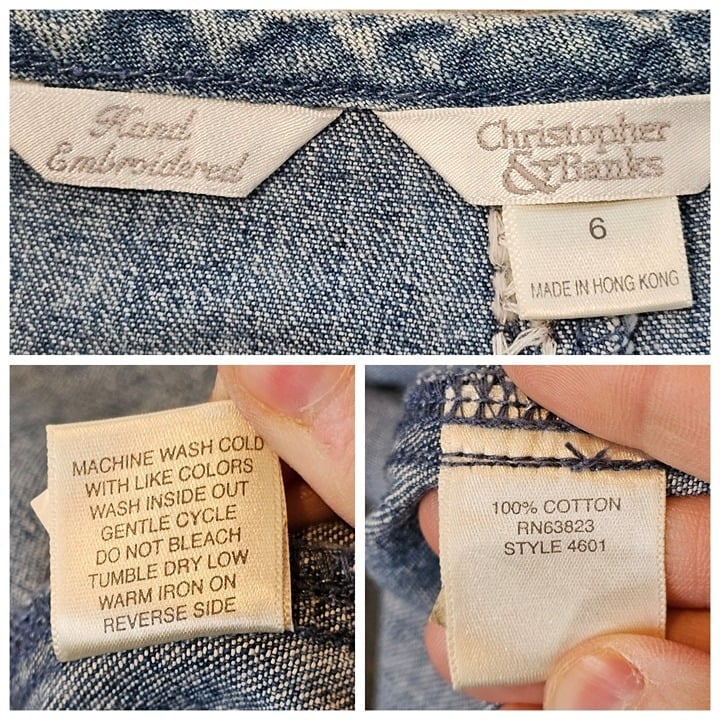 Hand
Embroidered
Christopher
& Banks
6
MADE IN HONG KONG
MACHINE WASH COLD
WITH LIKE COLORS
WASH INSIDE OUT
GENTLE CYCLE
DO NOT BLEACH
TUMBLE DRY LOW
WARM IRON ON
REVERSE SIDE
100% COTTON
RN63823
STYLE 4601